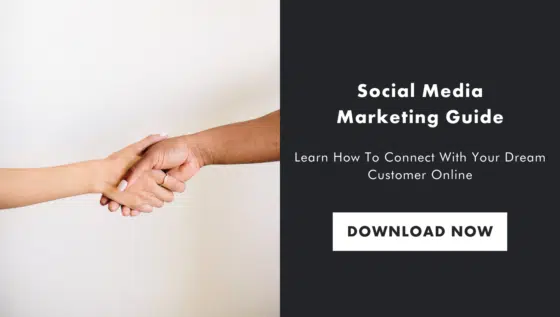 Social Media
Marketing Guide
Learn How To Connect With Your Dream
Customer Online
DOWNLOAD NOW